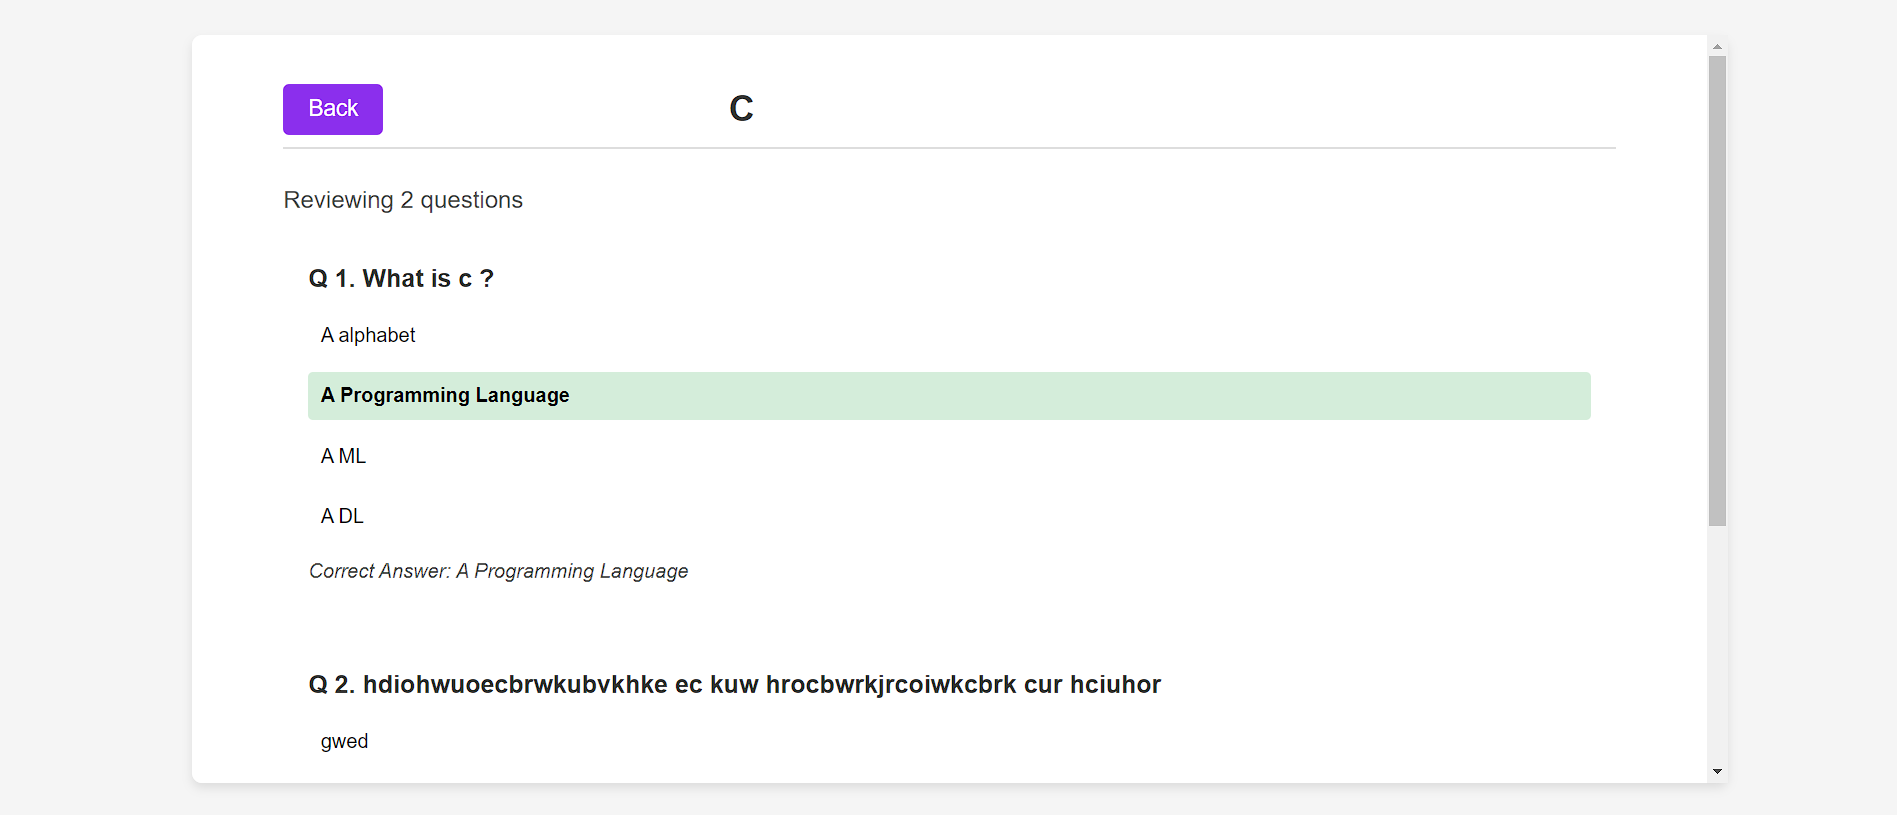 Back
C
Reviewing 2 questions
Q 1. What is c ?
A alphabet
A Programming Language
A ML
A DL
Correct Answer: A Programming Language
Q 2. hdiohwuoecbrwkubvkhke ec kuw hrocbwrkjrcoiwkcbrk cur hciuhor
gwed